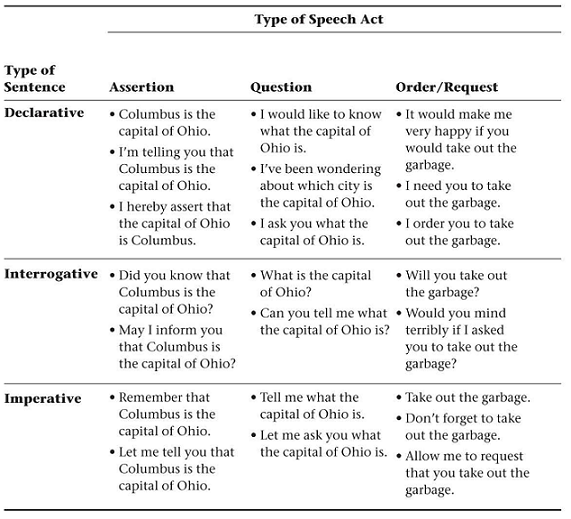 Type of Speech Act
Type of
Sentence
Assertion
Question
Order/Request
Declarative
• Columbus is the
capital of Ohio.
• I'm telling you that
Columbus is the
capital of Ohio.
• I hereby assert that
the capital of Ohio
is Columbus.
• I would like to know
what the capital of
Ohio is.
• I've been wondering
about which city is
the capital of Ohio.
• I ask you what the
capital of Ohio is.
• It would make me
very happy if you
would take out the
garbage.
• I need you to take
out the garbage.
• I order you to take
out the garbage.
Interrogative
• Did you know that
Columbus is the
capital of Ohio?
• May I inform you
that Columbus is
the capital of Ohio?
• What is the capital
of Ohio?
• Can you tell me what
the capital of Ohio is?
• Will you take out
the garbage?
• Would you mind
terribly if I asked
you to take out the
garbage?
Imperative
• Remember that
Columbus is the
capital of Ohio.
• Let me tell you that
Columbus is the
capital of Ohio.
• Tell me what the
capital of Ohio is.
• Let me ask you what
the capital of Ohio is.
• Take out the garbage.
• Don't forget to take
out the garbage.
• Allow me to request
that you take out the
garbage.